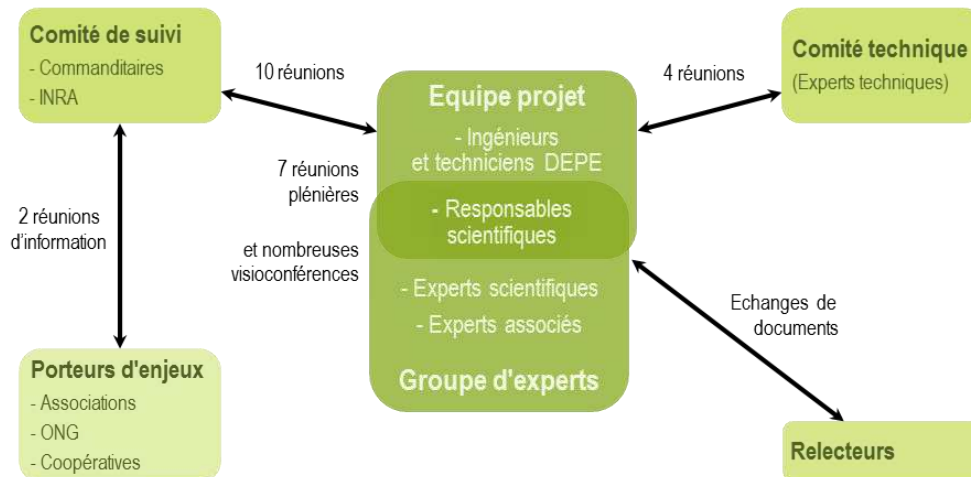 Comité de suivi
- Commanditaires
- INRA
10 réunions
Equipe projet
- Ingénieurs
et techniciens DEPE
- Responsables
scientifiques
- Experts scientifiques
- Experts associés
Groupe d'experts
7 réunions
plénières
et nombreuses
visioconférences
4 réunions
Comité technique
(Experts techniques)
2 réunions
d'information
Porteurs d'enjeux
- Associations
- ONG
- Coopératives
Echanges de
documents
Relecteurs